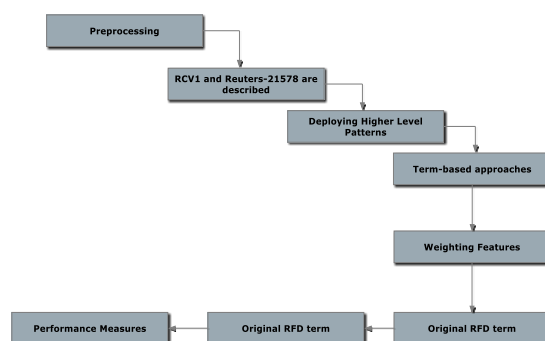 Preprocessing
RCV1 and Reuters-21578 are
described
Deploying Higher Level
Patterns
Term-based approaches
Weighting Features
Original RFD term
Original RFD term
Performance Measures